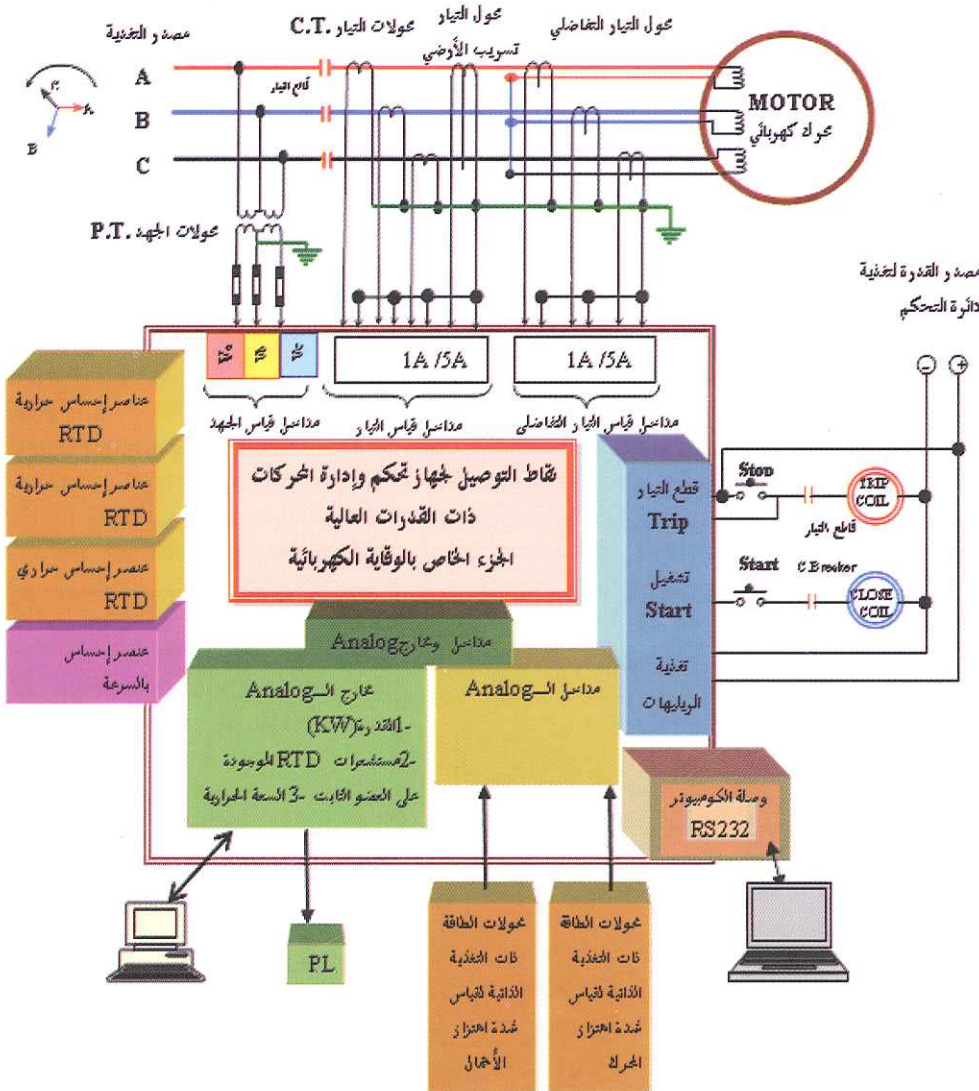 مصدر التغذية
محولات التيار C.T.
محول التيار تسريب الأرضي
محول التيار التفاضلي
A
B
C
قاطع التيار
A
B
MOTOR
محرك كهربائي
محولات الجهد P.T.
مصدر القدرة لتغذية
دائرة التحكم
- +
1A /5A
1A /5A
مداخل قياس الجهد
مداخل قياس التيار
مداخل قياس التيار التفاضلي
عناصر إحساس حرارية
RTD
عناصر إحساس حرارية
RTD
عنصر إحساس حراري
RTD
عنصر إحساس
بالسرعة
نقاط التوصيل لجهاز تحكم وإدارة المحركات
ذات القدرات العالية
الجزء الخاص بالوقاية الكهربائية
قطع التيار
Trip
تشغيل
Start
تغذية
الريليهات
Stop
TRIP
COIL
قاطع التيار
Start
C.Breaker
CLOSE
COIL
مداخل ومخارج Analog
مخارج الـ Analog
1- القدرة (KW)
2- مستشعرات RTD الموجودة
على العضو الثابت 3- السعة الحرارية
مداخل الـ Analog
وصلة الكومبيوتر
RS232
PL
محولات الطاقة
ذات التغذية
الذاتية لقياس
شدة اهتزاز
الأحمال
محولات الطاقة
ذات التغذية
الذاتية لقياس
شدة اهتزاز
المحرك